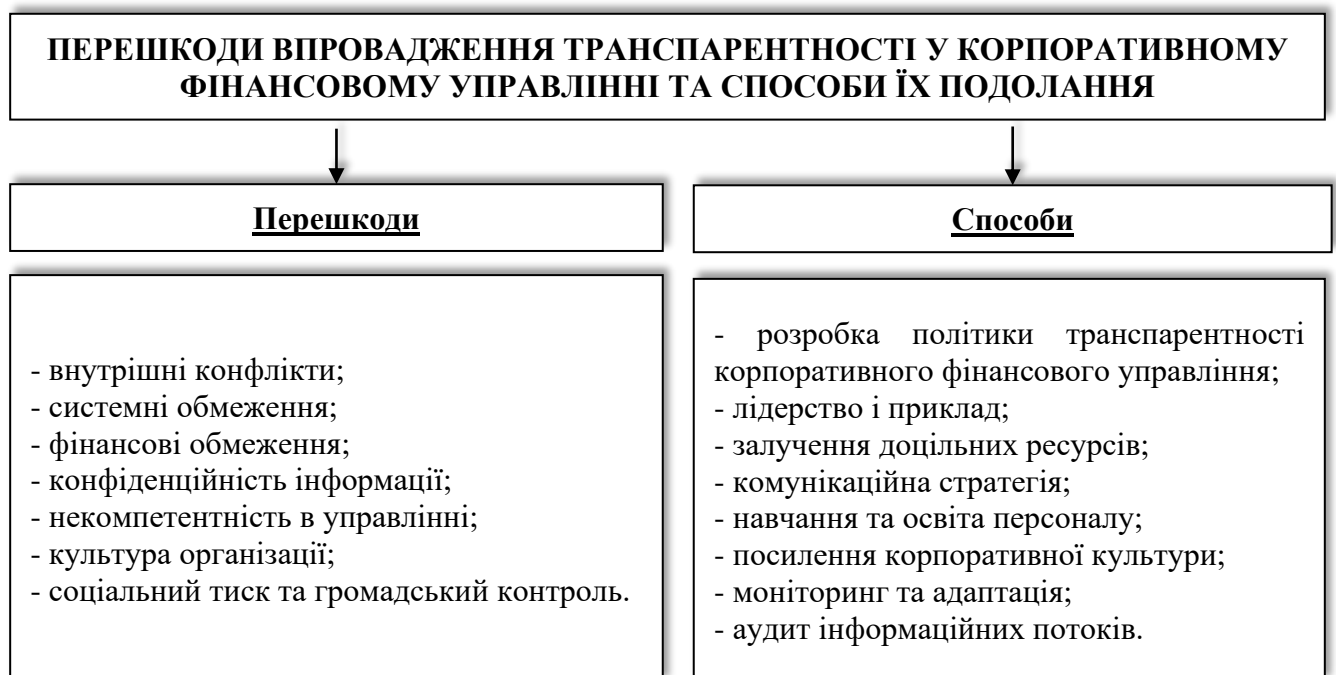 ПЕРЕШКОДИ ВПРОВАДЖЕННЯ ТРАНСПАРЕНТНОСТІ У КОРПОРАТИВНОМУ
ФІНАНСОВОМУ УПРАВЛІННІ ТА СПОСОБИ ЇХ ПОДОЛАННЯ
Перешкоди
- внутрішні конфлікти;
- системні обмеження;
- фінансові обмеження;
- конфіденційність інформації;
- некомпетентність в управлінні;
- культура організації;
- соціальний тиск та громадський контроль.
Способи
- розробка політики транспарентності
корпоративного фінансового управління;
- лідерство і приклад;
- залучення доцільних ресурсів;
- комунікаційна стратегія;
- навчання та освіта персоналу;
- посилення корпоративної культури;
- моніторинг та адаптація;
- аудит інформаційних потоків.